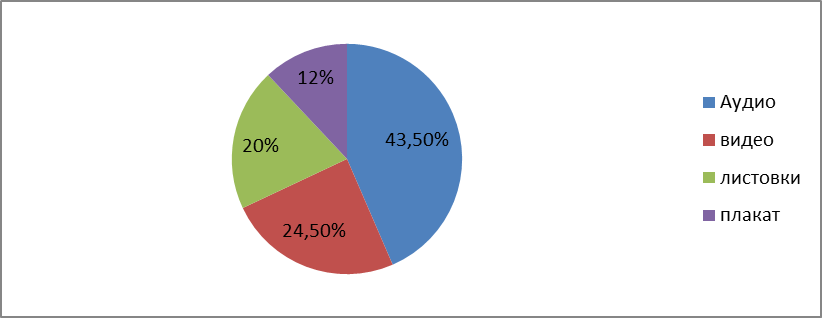 12%
43,50%
20%
24,50%
Аудио
видео
листовки
плакат